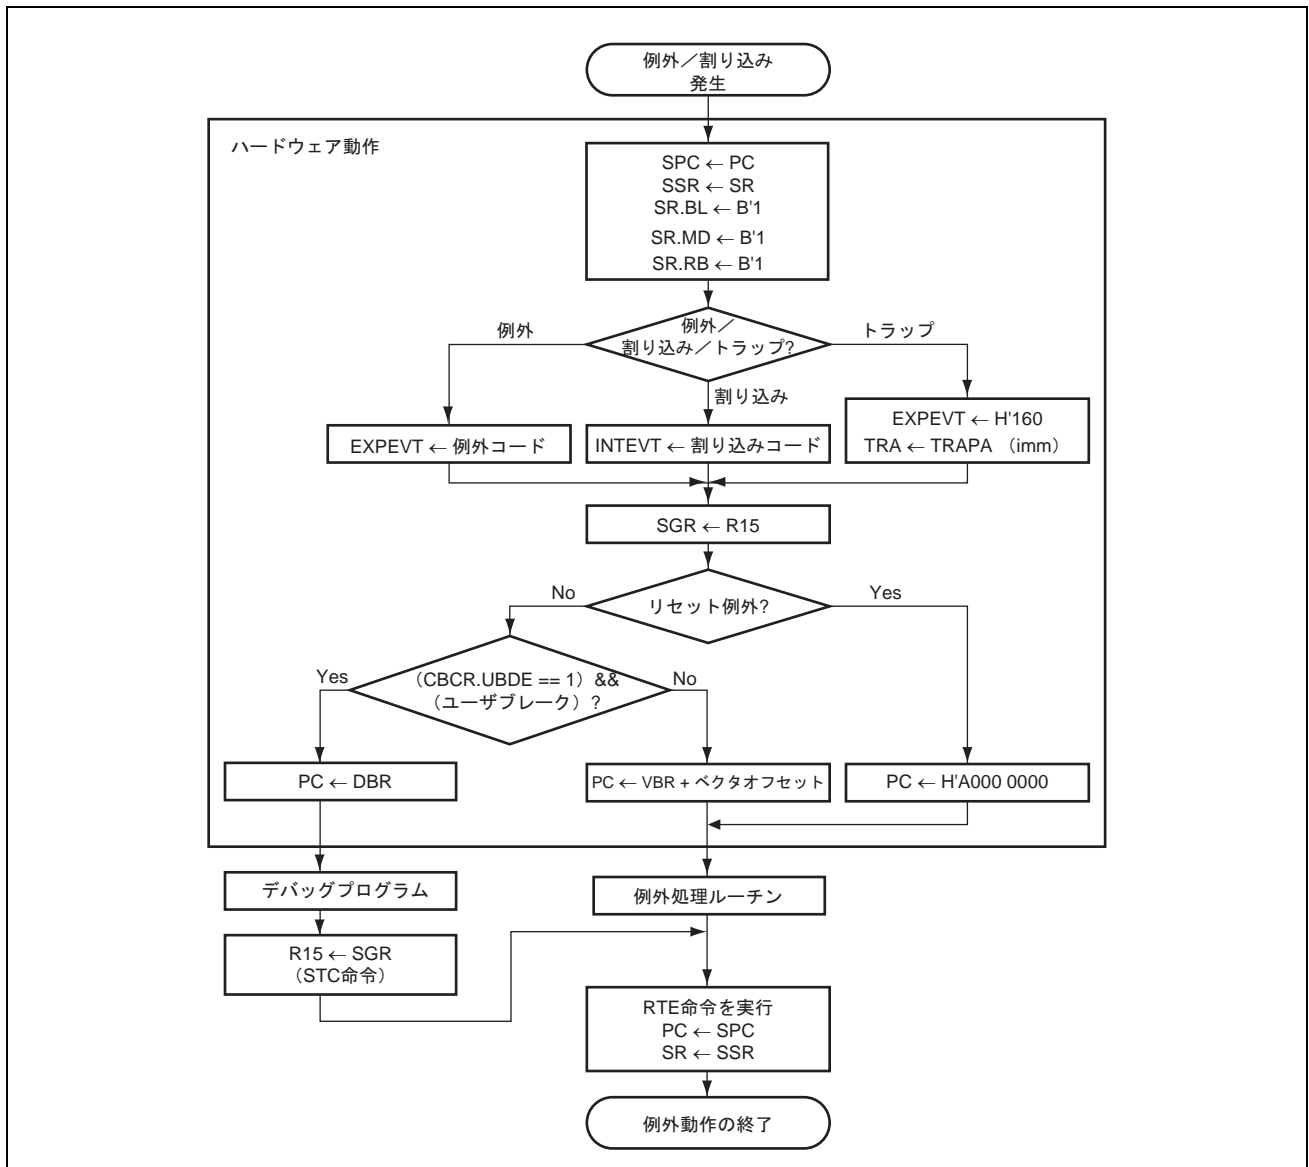 例外／割り込み
発生
ハードウェア動作
SPC ← PC
SSR ← SR
SR.BL ← B'1
SR.MD ← B'1
SR.RB ← B'1
例外／
割り込み／トラップ?
例外
トラップ
割り込み
EXPEVT ← 例外コード
INTEVT ← 割り込みコード
EXPEVT ← H'160
TRA ← TRAPA （imm）
SGR ← R15
リセット例外?
No
Yes
（CBCR.UBDE == 1）&&
（ユーザブレーク）?
Yes
No
PC ← DBR
PC ← VBR + ベクタオフセット
PC ← H'A000 0000
デバッグプログラム
例外処理ルーチン
R15 ← SGR
（STC命令）
RTE命令を実行
PC ← SPC
SR ← SSR
例外動作の終了